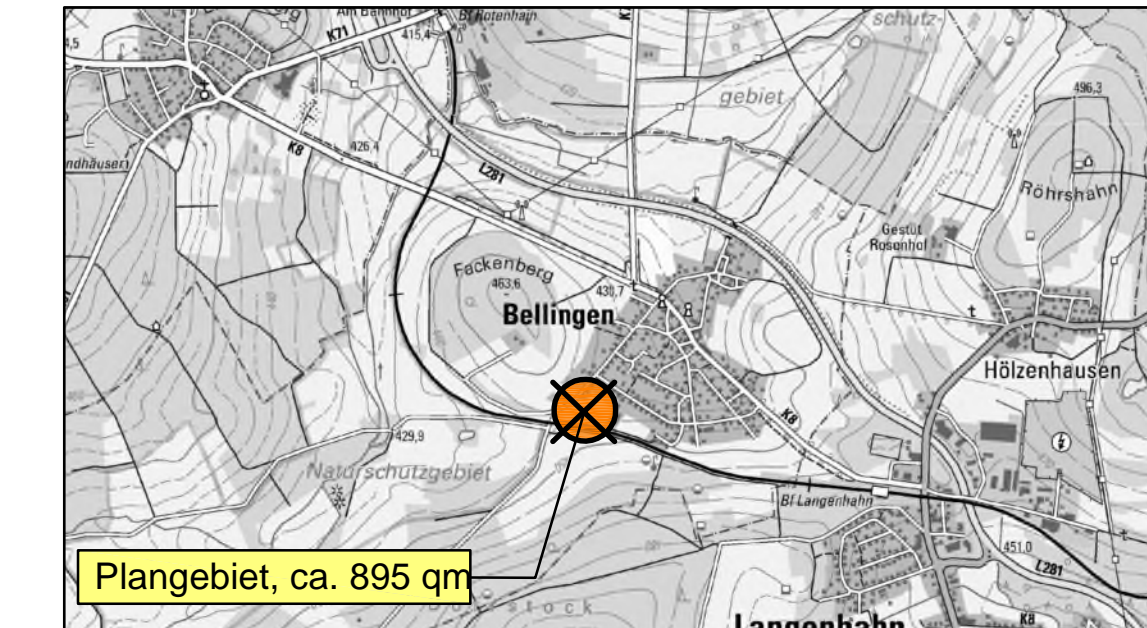 Am Bahnhof
Bf Rotenhain
schutz-
K71
415,4
gebiet
496,3
K8
426,4
ndhäuser
L281
Röhrshahn
Gestüt
Rosenhof
Fackenberg
463,6
430,7
Bellingen
Hölzenhausen
K8
429,9
Naturschutzgebiet
Bf Langenhahn
451,0
L281
Plangebiet, ca. 895 qm
K8
Langenhahn